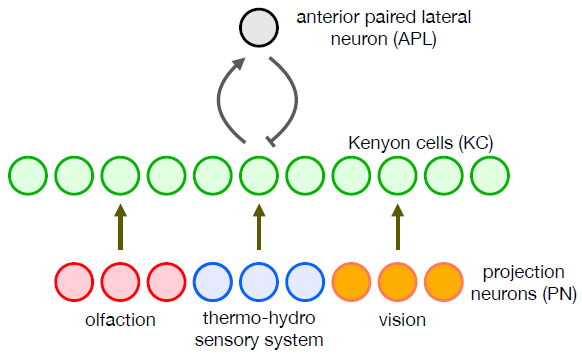 anterior paired lateral
neuron (APL)
Kenyon cells (KC)
projection
neurons (PN)
olfaction
thermo-hydro
sensory system
vision